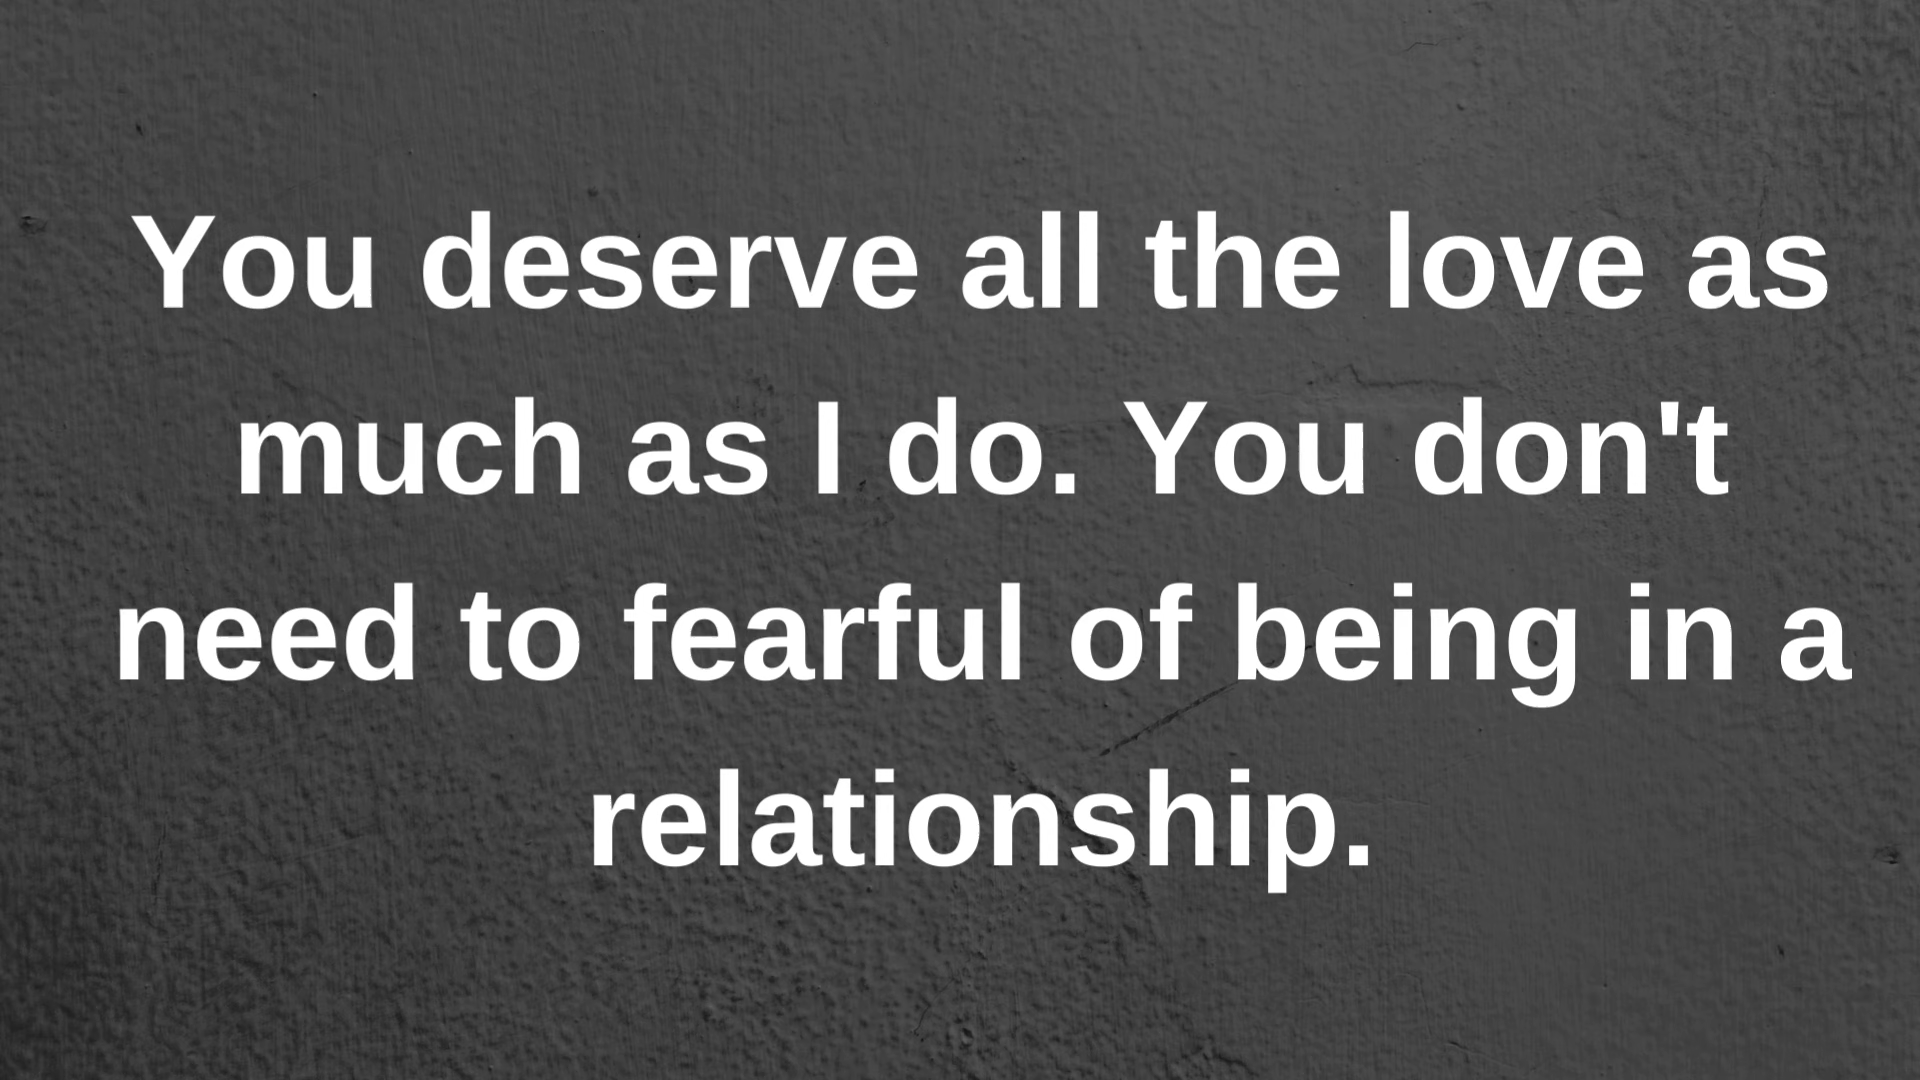 You deserve all the love as
much as I do. You don't
need to fearful of being in a
relationship.